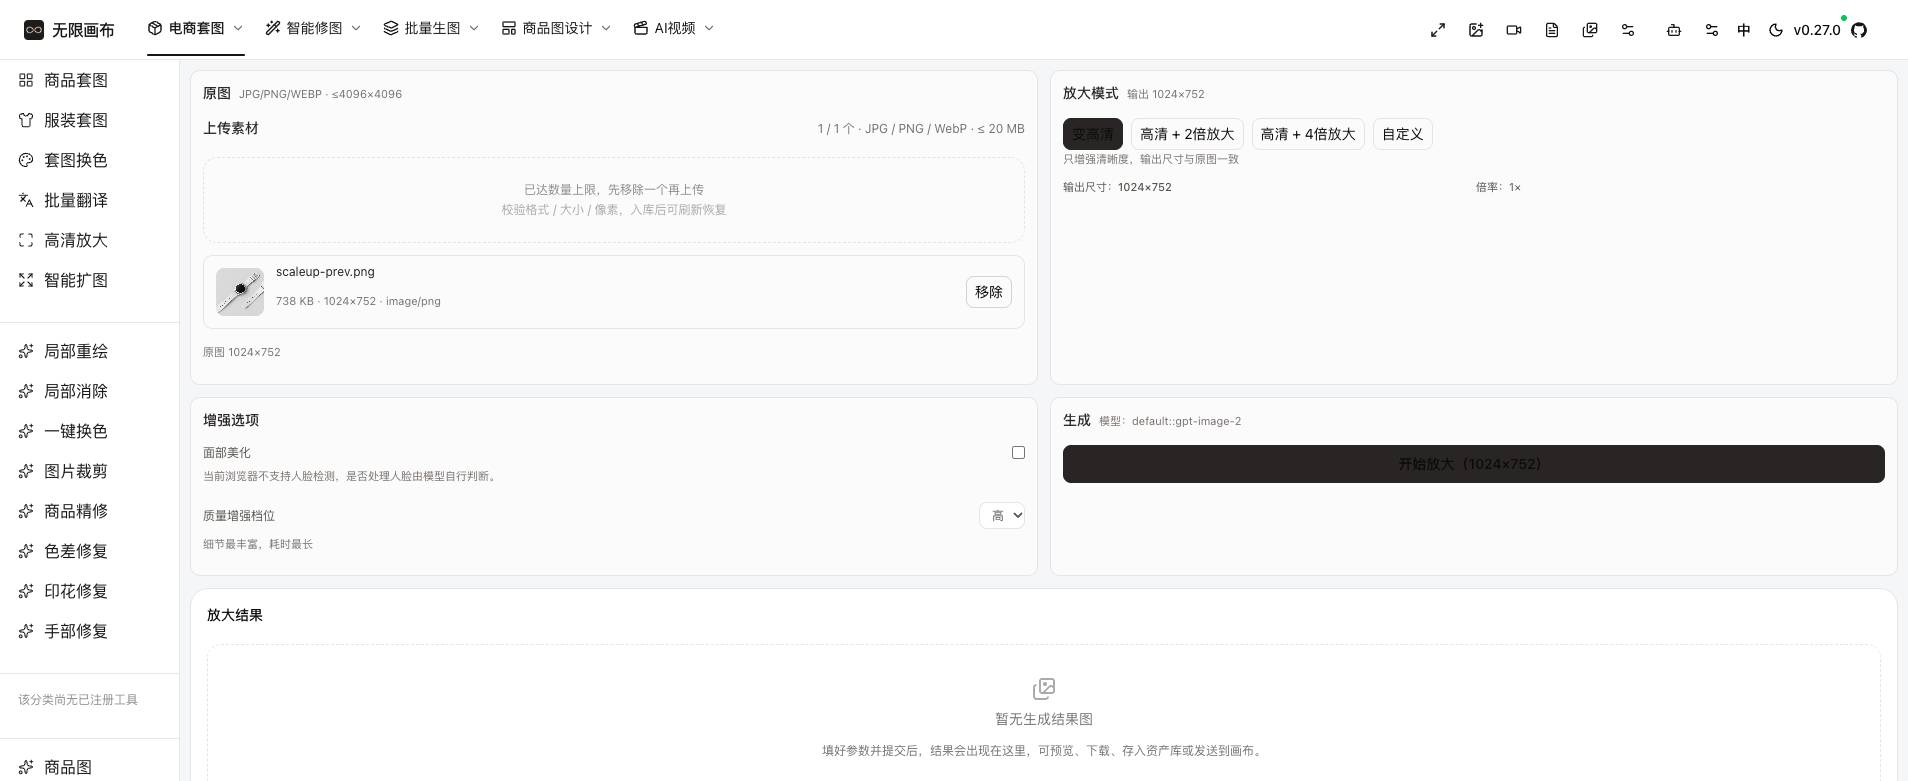 无限画布
电商套图
智能修图
批量生图
商品图设计
AI视频
中
v0.27.0
商品套图
服装套图
套图换色
批量翻译
高清放大
智能扩图
局部重绘
局部消除
一键换色
图片裁剪
商品精修
色差修复
印花修复
手部修复
该分类尚无已注册工具
商品图
原图 JPG/PNG/WEBP · ≤4096×4096
上传素材 1 / 1 个 · JPG / PNG / WebP · ≤ 20 MB
已达数量上限，先移除一个再上传
校验格式 / 大小 / 像素，入库后可刷新恢复
scaleup-prev.png
738 KB · 1024×752 · image/png
移除
原图 1024×752
放大模式 输出 1024×752
变高清 高清 + 2倍放大 高清 + 4倍放大 自定义
只增强清晰度，输出尺寸与原图一致
输出尺寸：1024×752 倍率：1×
增强选项
面部美化
当前浏览器不支持人脸检测，是否处理人脸由模型自行判断。
质量增强档位 高
细节最丰富，耗时最长
生成 模型：default::gpt-image-2
开始放大（1024×752）
放大结果
暂无生成结果图
填好参数并提交后，结果会出现在这里，可预览、下载、存入资产库或发送到画布。